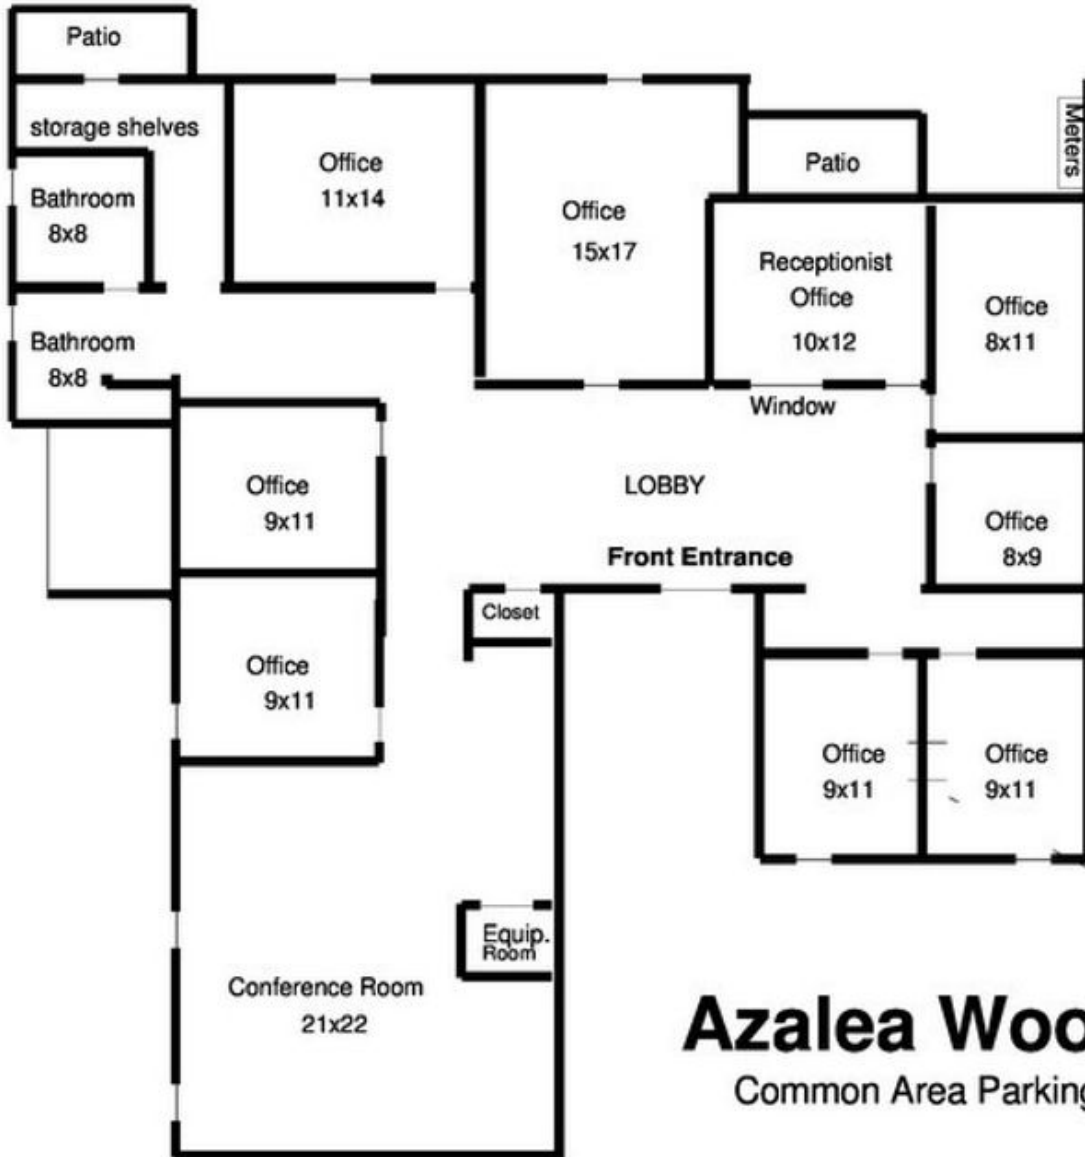 Patio
storage shelves
Bathroom
8x8
Office
11x14
Office
15x17
Patio
Meters
Receptionist
Office
10x12
Window
Office
8x11
Bathroom
8x8
Office
9x11
LOBBY
Front Entrance
Office
8x9
Closet
Office
9x11
Office
9x11
Office
9x11
Equip.
Room
Conference Room
21x22
Azalea Woo
Common Area Parking